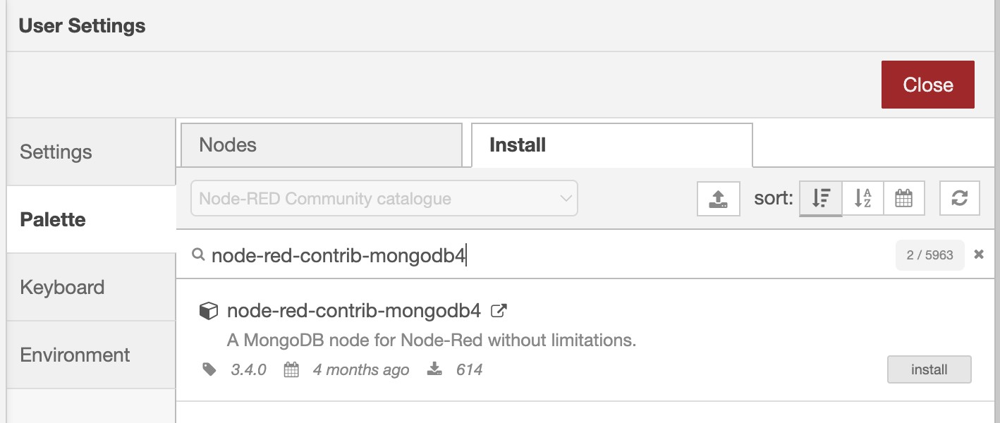 User Settings
Close
Settings
Palette
Keyboard
Environment
Nodes
Install
Node-RED Community catalogue
sort:
A
Z
node-red-contrib-mongodb4
2 / 5963
node-red-contrib-mongodb4
A MongoDB node for Node-Red without limitations.
3.4.0 4 months ago 614
install